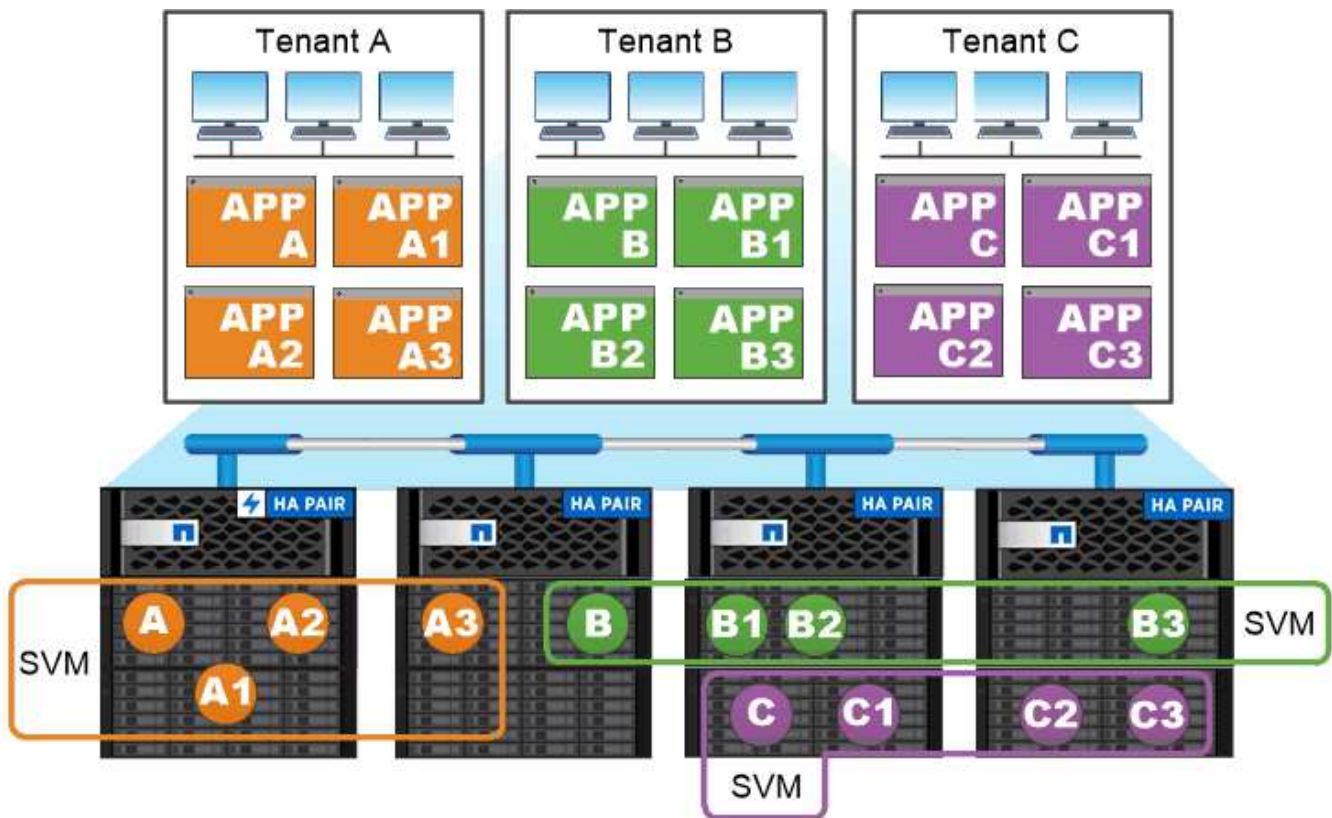 Tenant A
Tenant B
Tenant C
APP
A
APP
A1
APP
B
APP
B1
APP
C
APP
C1
APP
A2
APP
A3
APP
B2
APP
B3
APP
C2
APP
C3
HA PAIR
HA PAIR
HA PAIR
HA PAIR
SVM
A
A2
A1
A3
B
B1
B2
B3
SVM
C
C1
C2
C3
SVM